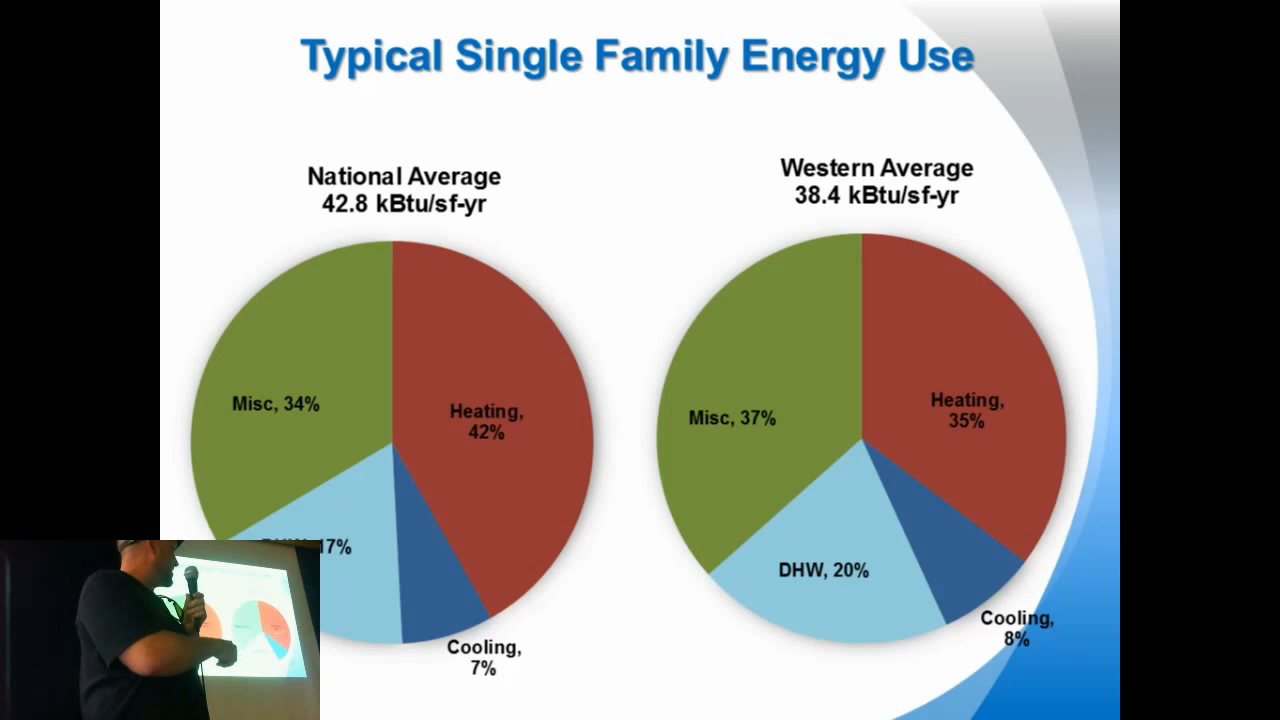 Typical Single Family Energy Use
National Average
42.8 kBtu/sf-yr
Western Average
38.4 kBtu/sf-yr
Misc, 34%
Heating,
42%
17%
Cooling,
7%
Misc, 37%
Heating,
35%
DHW, 20%
Cooling,
8%